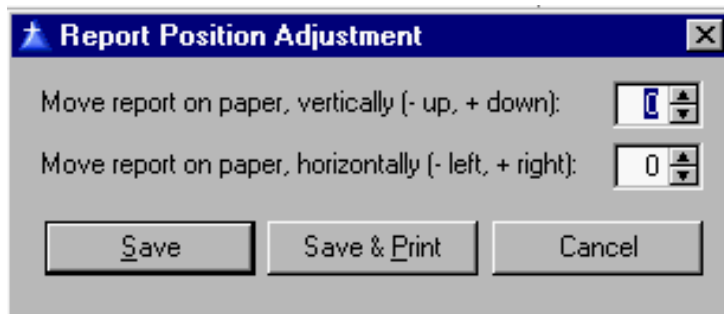 Report Position Adjustment
Move report on paper, vertically (- up, + down): 0
Move report on paper, horizontally (- left, + right): 0
Save Save & Print Cancel